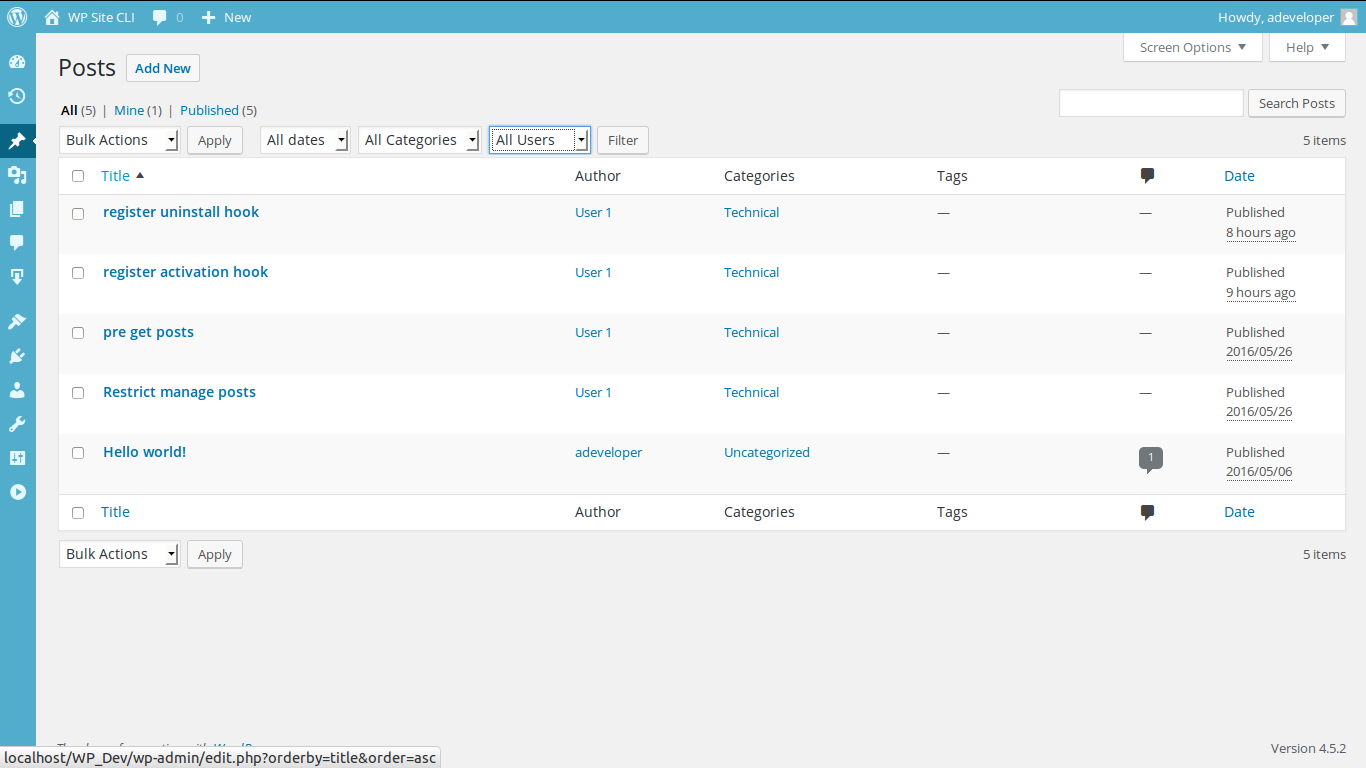 WP Site CLI 0 New Howdy, adeveloper
Screen Options Help
Posts Add New
All (5) | Mine (1) | Published (5)
Search Posts
Bulk Actions Apply All dates All Categories All Users Filter 5 items
Title Author Categories Tags Date
register uninstall hook User 1 Technical — — Published
8 hours ago
register activation hook User 1 Technical — — Published
9 hours ago
pre get posts User 1 Technical — — Published
2016/05/26
Restrict manage posts User 1 Technical — — Published
2016/05/26
Hello world! adeveloper Uncategorized — 1 Published
2016/05/06
Title Author Categories Tags Date
Bulk Actions Apply 5 items
Version 4.5.2
localhost/WP_Dev/wp-admin/edit.php?orderby=title&order=asc